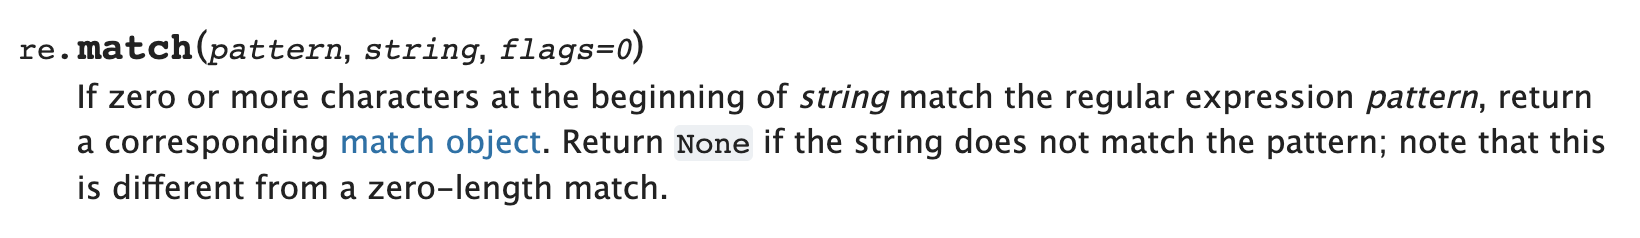 re.match(pattern, string, flags=0)
If zero or more characters at the beginning of string match the regular expression pattern, return
a corresponding match object. Return None if the string does not match the pattern; note that this
is different from a zero-length match.